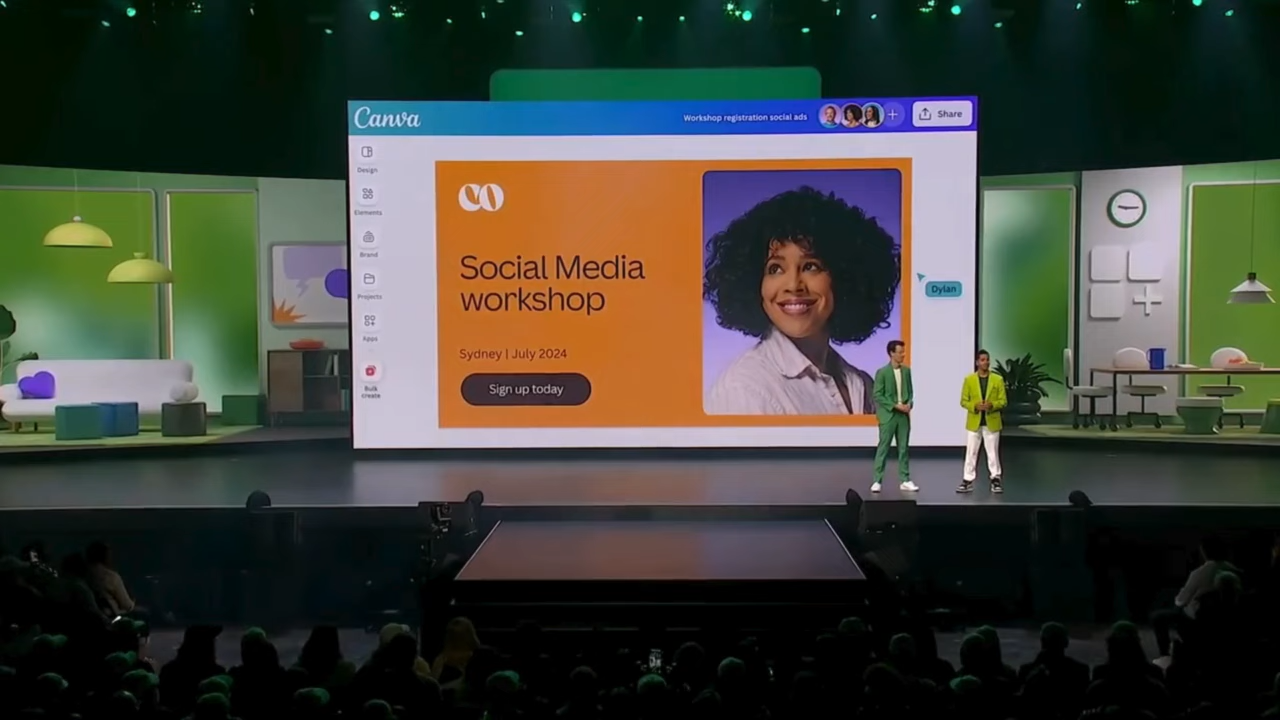 Canva
Workshop registration social ads
Share
Design
Elements
Brand
Projects
Apps
Bulk
create
CO
Social Media
workshop
Sydney | July 2024
Sign up today
Dylan